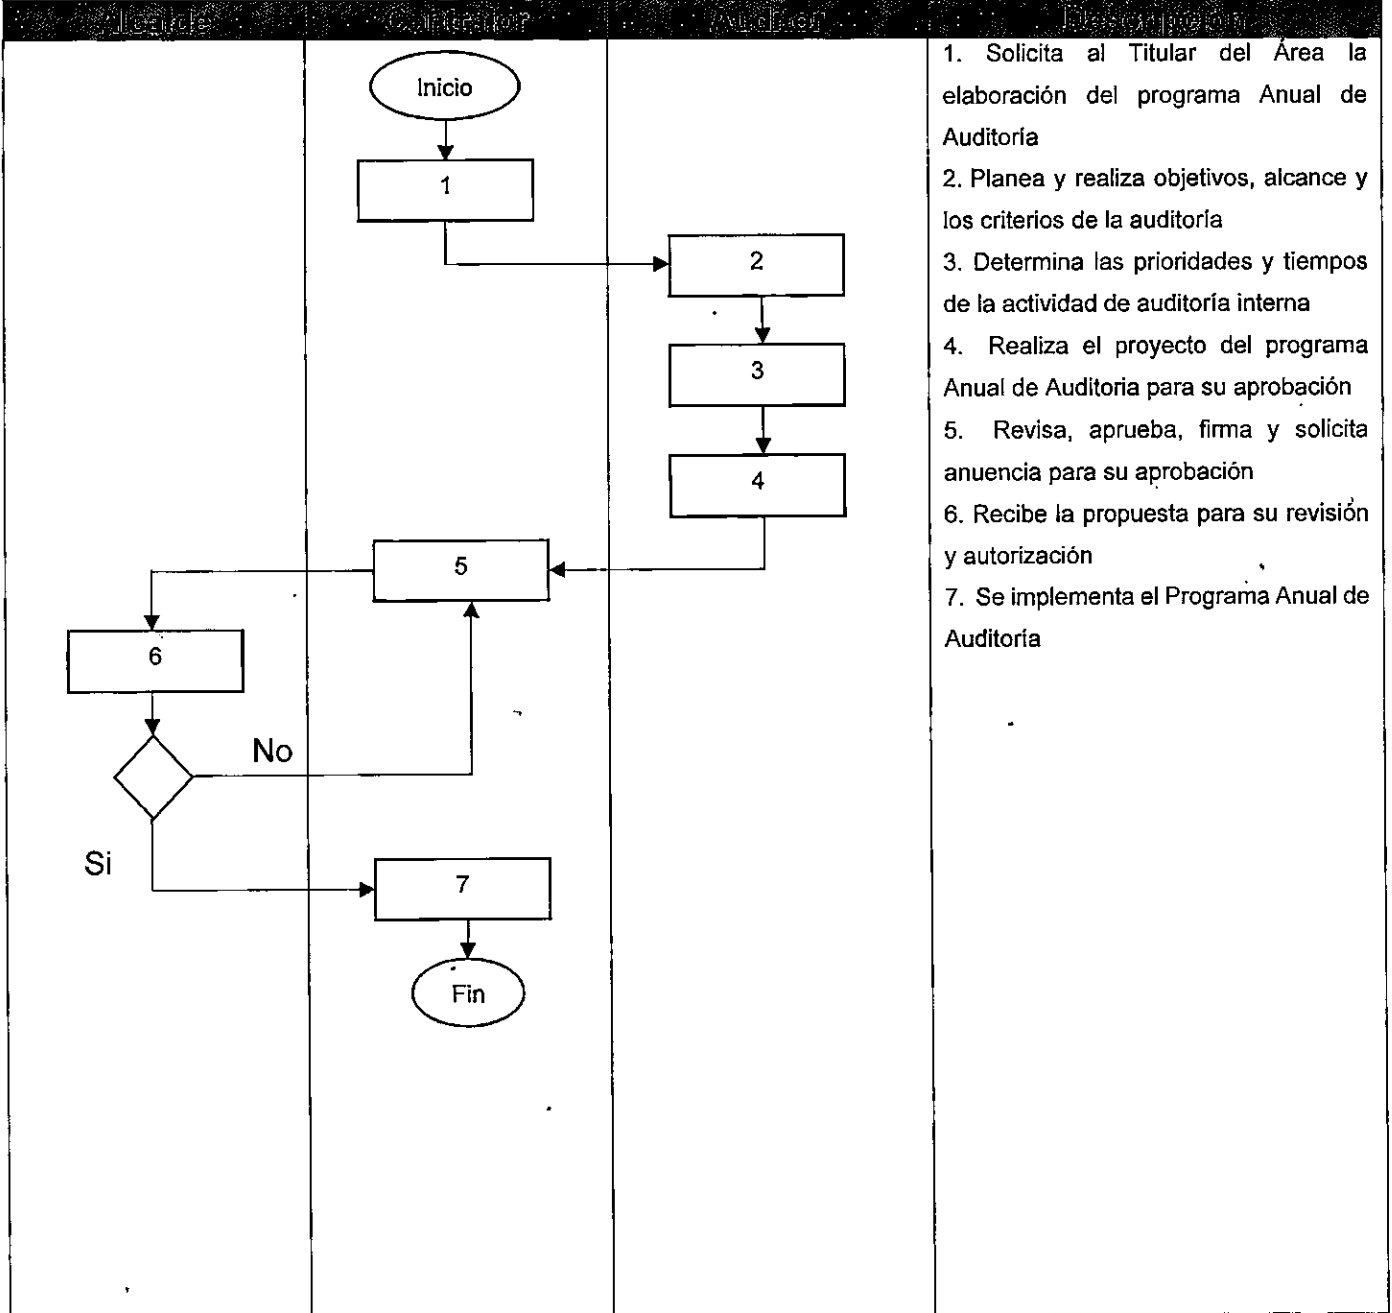 Alcalde Contralor Auditor Descripción
Inicio
1
2
3
4
5
6
No
Si
7
Fin
1. Solicita al Titular del Área la
elaboración del programa Anual de
Auditoría
2. Planea y realiza objetivos, alcance y
los criterios de la auditoría
3. Determina las prioridades y tiempos
de la actividad de auditoría interna
4. Realiza el proyecto del programa
Anual de Auditoria para su aprobación
5. Revisa, aprueba, firma y solicita
anuencia para su aprobación
6. Recibe la propuesta para su revisión
y autorización
7. Se implementa el Programa Anual de
Auditoría